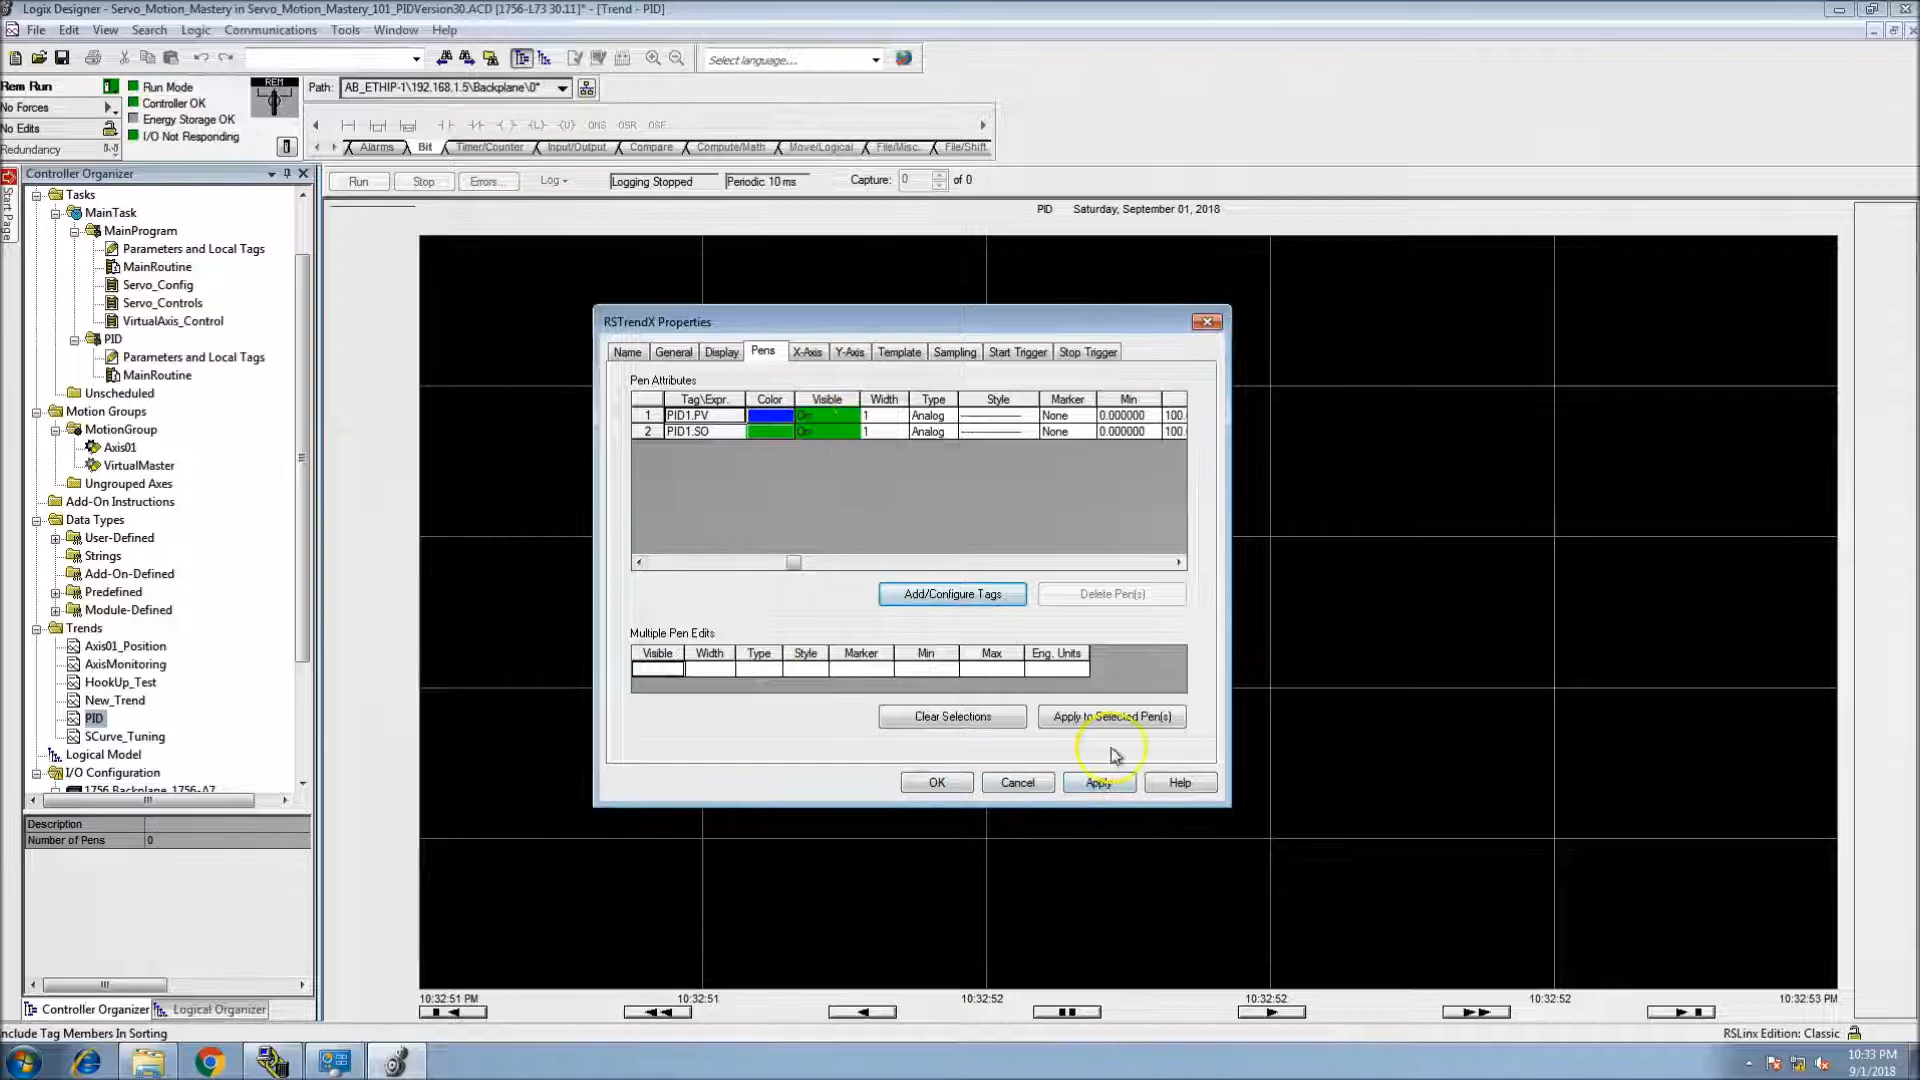 Logix Designer - Servo_Motion_Mastery in Servo_Motion_Mastery_101_PIDVersion30.ACD [1756-L73 30.11]* - [Trend - PID]
File Edit View Search Logic Communications Tools Window Help
Select language...
Rem Run
Run Mode
REM
Path: AB_ETHIP-1\192.168.1.5\Backplane\0*
No Forces
Controller OK
No Edits
Energy Storage OK
Redundancy
I/O Not Responding
(L) (U) ONS OSR OSF
Alarms Bit Timer/Counter Input/Output Compare Compute/Math Move/Logical File/Misc. File/Shift
Start Page
Controller Organizer
Run Stop Errors... Log Logging Stopped Periodic 10 ms Capture: 0 of 0
PID Saturday, September 01, 2018
Tasks
MainTask
MainProgram
Parameters and Local Tags
MainRoutine
Servo_Config
Servo_Controls
VirtualAxis_Control
PID
Parameters and Local Tags
MainRoutine
Unscheduled
Motion Groups
MotionGroup
Axis01
VirtualMaster
Ungrouped Axes
Add-On Instructions
Data Types
User-Defined
Strings
Add-On-Defined
Predefined
Module-Defined
Trends
Axis01_Position
AxisMonitoring
HookUp_Test
New_Trend
PID
SCurve_Tuning
Logical Model
I/O Configuration
1756 Backplane, 1756-A7
Description
Number of Pens 0
Controller Organizer Logical Organizer
RSTrendX Properties
Name General Display Pens X-Axis Y-Axis Template Sampling Start Trigger Stop Trigger
Pen Attributes
Tag\Expr. Color Visible Width Type Style Marker Min
1 PID1.PV On 1 Analog None 0.000000 100.
2 PID1.SO On 1 Analog None 0.000000 100.
Add/Configure Tags Delete Pen(s)
Multiple Pen Edits
Visible Width Type Style Marker Min Max Eng. Units
Clear Selections Apply to Selected Pen(s)
OK Cancel Apply Help
10:32:51 PM 10:32:51 10:32:52 10:32:52 10:32:52 10:32:53 PM
Include Tag Members In Sorting
RSLinx Edition: Classic
10:33 PM
9/1/2018